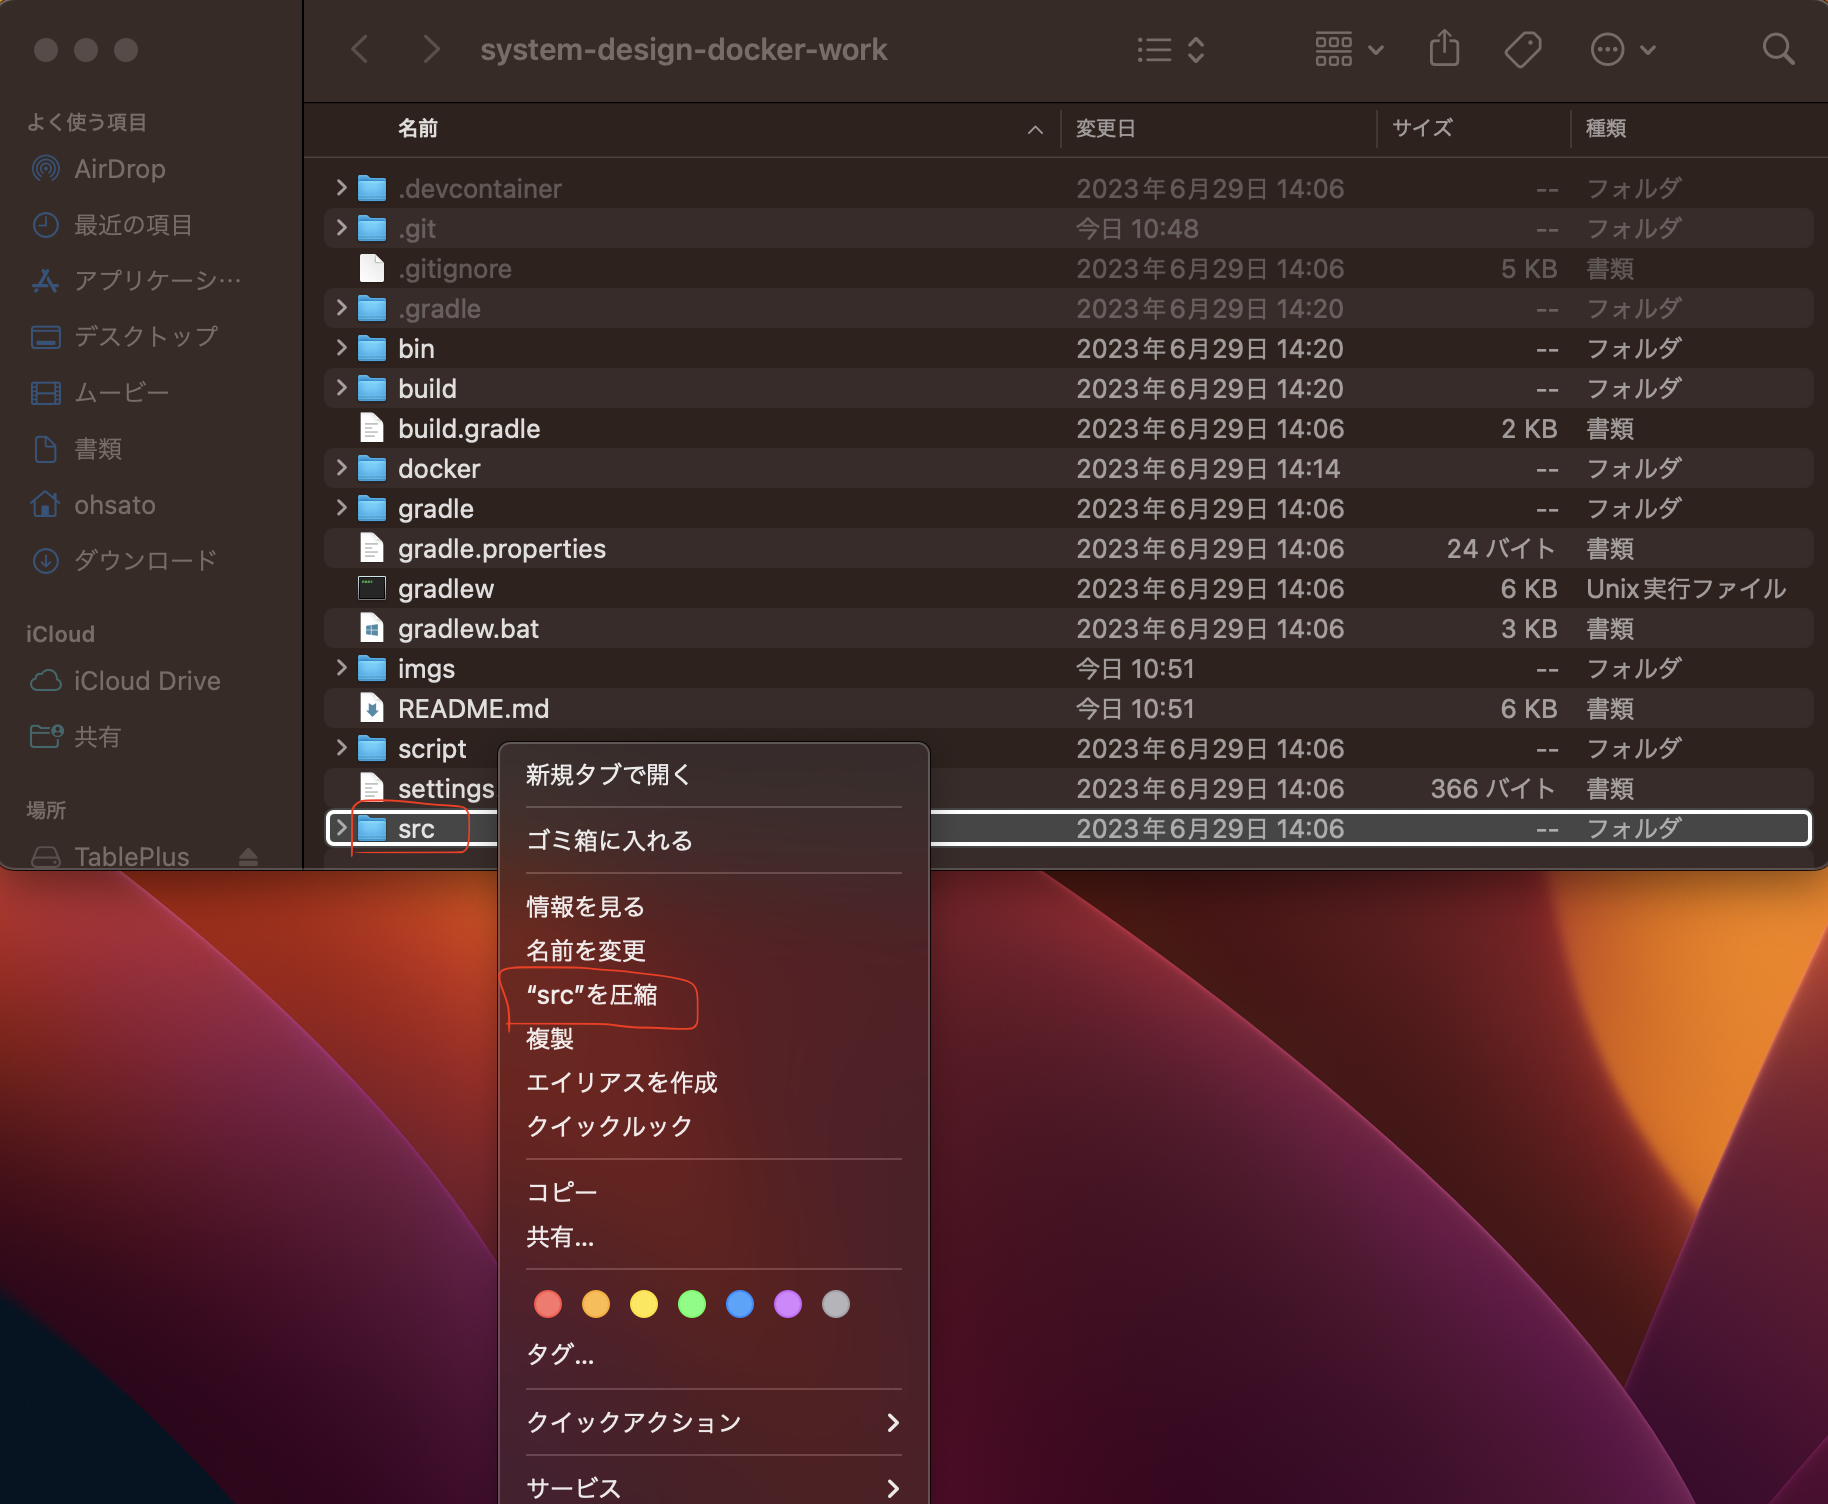 system-design-docker-work
よく使う項目
AirDrop
最近の項目
アプリケーシ…
デスクトップ
ムービー
書類
ohsato
ダウンロード
iCloud
iCloud Drive
共有
場所
TablePlus
名前 変更日 サイズ 種類
.devcontainer 2023年6月29日 14:06 -- フォルダ
.git 今日 10:48 -- フォルダ
.gitignore 2023年6月29日 14:06 5 KB 書類
.gradle 2023年6月29日 14:20 -- フォルダ
bin 2023年6月29日 14:20 -- フォルダ
build 2023年6月29日 14:20 -- フォルダ
build.gradle 2023年6月29日 14:06 2 KB 書類
docker 2023年6月29日 14:14 -- フォルダ
gradle 2023年6月29日 14:06 -- フォルダ
gradle.properties 2023年6月29日 14:06 24 バイト 書類
gradlew 2023年6月29日 14:06 6 KB Unix実行ファイル
gradlew.bat 2023年6月29日 14:06 3 KB 書類
imgs 今日 10:51 -- フォルダ
README.md 今日 10:51 6 KB 書類
script 2023年6月29日 14:06 -- フォルダ
settings 2023年6月29日 14:06 366 バイト 書類
src 2023年6月29日 14:06 -- フォルダ
新規タブで開く
ゴミ箱に入れる
情報を見る
名前を変更
“src”を圧縮
複製
エイリアスを作成
クイックルック
コピー
共有...
タグ...
クイックアクション
サービス